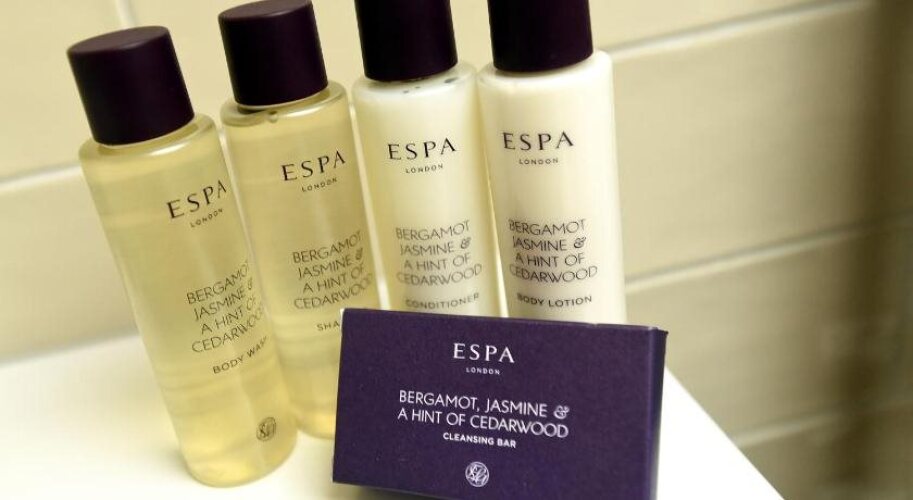 ESPA
LONDON
BERGAMOT
JASMINE &
A HINT OF
CEDARWOOD
BODY WASH
ESPA
LONDON
BERGAMOT
JASMINE &
A HINT OF
CEDARWOOD
SHA
ESPA
LONDON
BERGAMOT
JASMINE &
A HINT OF
CEDARWOOD
CONDITIONER
ESPA
LONDON
BERGAMOT
JASMINE &
A HINT OF
CEDARWOOD
BODY LOTION
ESPA
LONDON
BERGAMOT, JASMINE &
A HINT OF CEDARWOOD
CLEANSING BAR